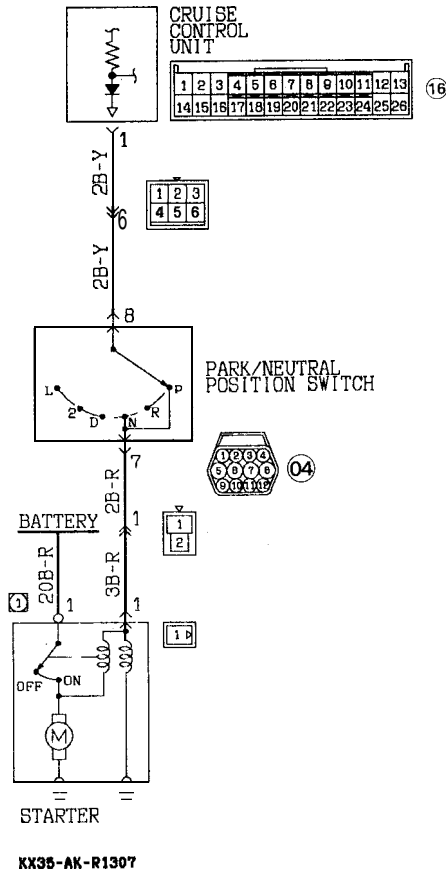 CRUISE
CONTROL
UNIT
1 2 3 4 5 6 7 8 9 10 11 12 13
14 15 16 17 18 19 20 21 22 23 24 25 26
16
1
2B-Y
6
1 2 3
4 5 6
2B-Y
8
PARK/NEUTRAL
POSITION SWITCH
L 2 D N R P
7
1 2 3 4
5 6 7 8
9 10 11 12
04
2B-R
BATTERY
1
1
2
20B-R
3B-R
1
1
1
1
OFF
ON
M
STARTER
KX35-AK-R1307